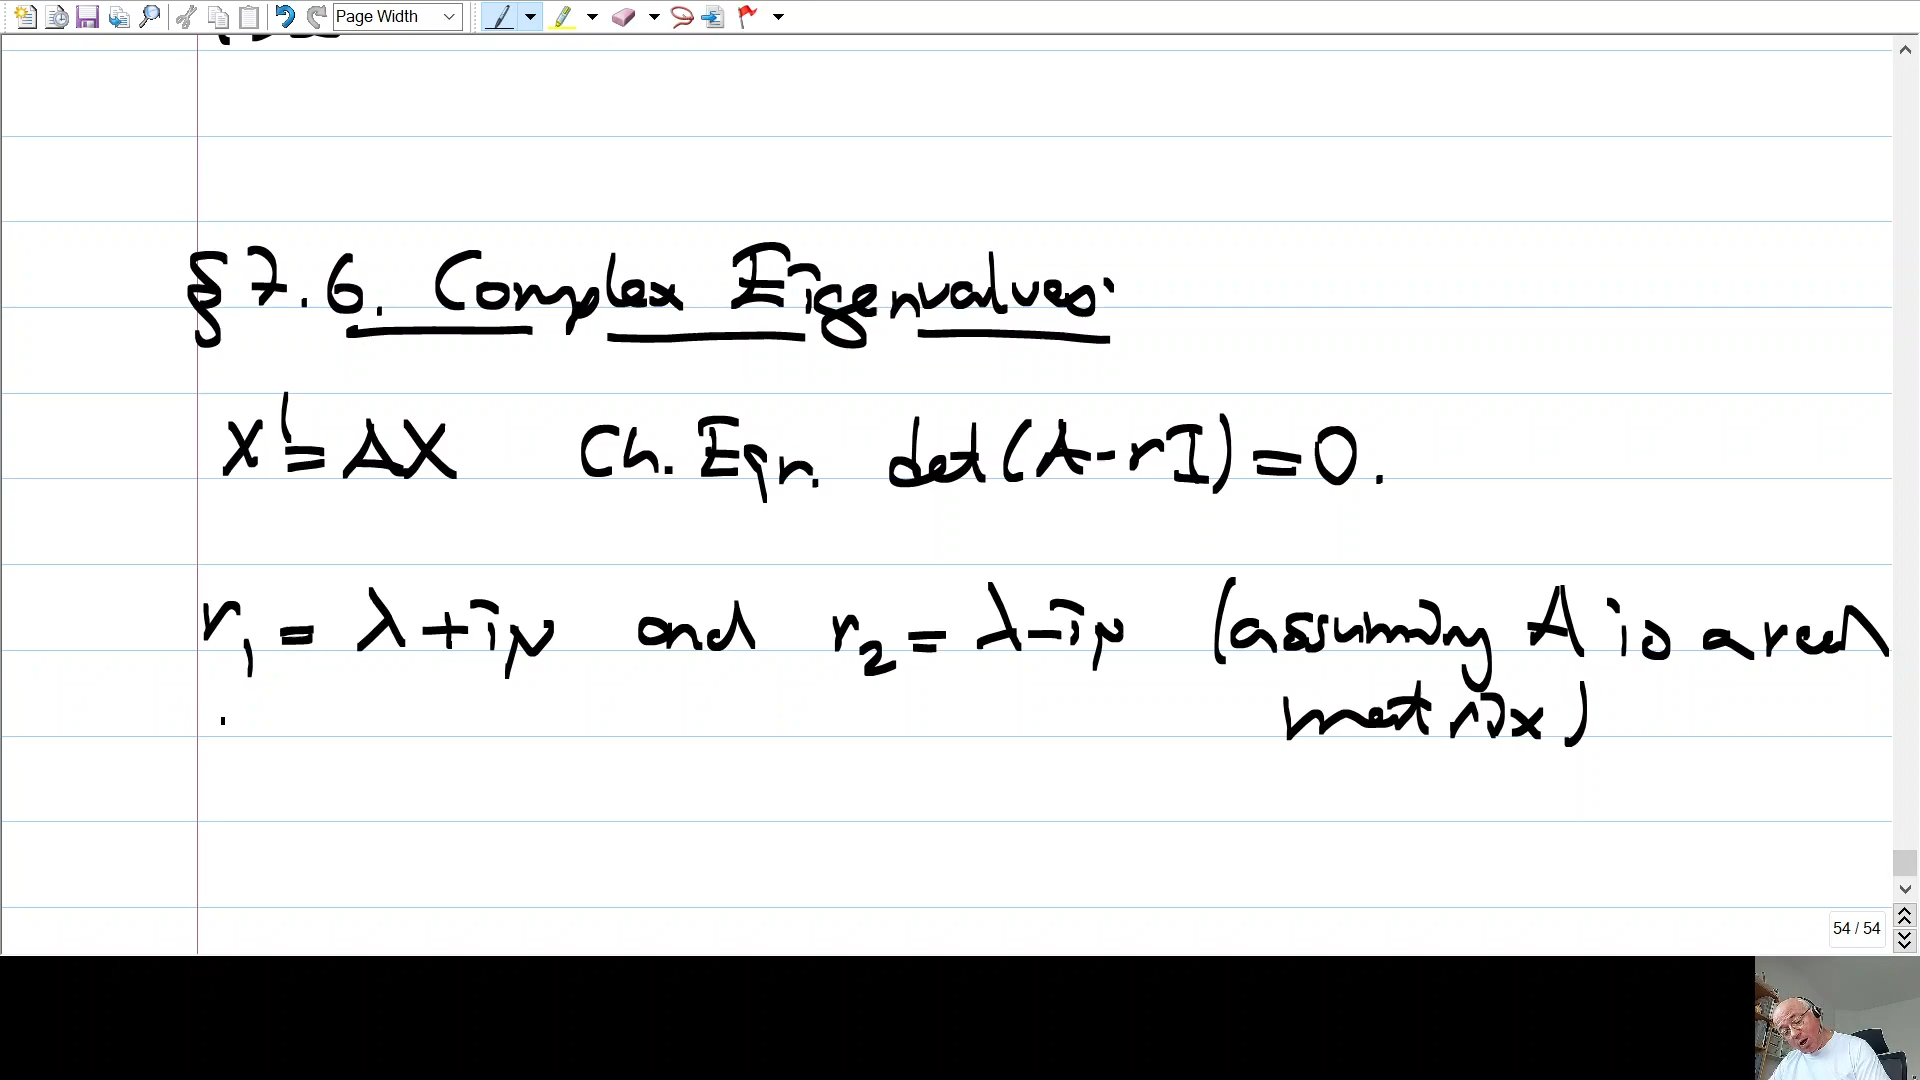 Page Width
§ 7.6. Complex Eigenvalues.
X' = AX Ch. Eqn. det(A-rI) = 0.
r₁ = λ + iμ and r₂ = λ - iμ (assuming A is a real
matrix)
54 / 54